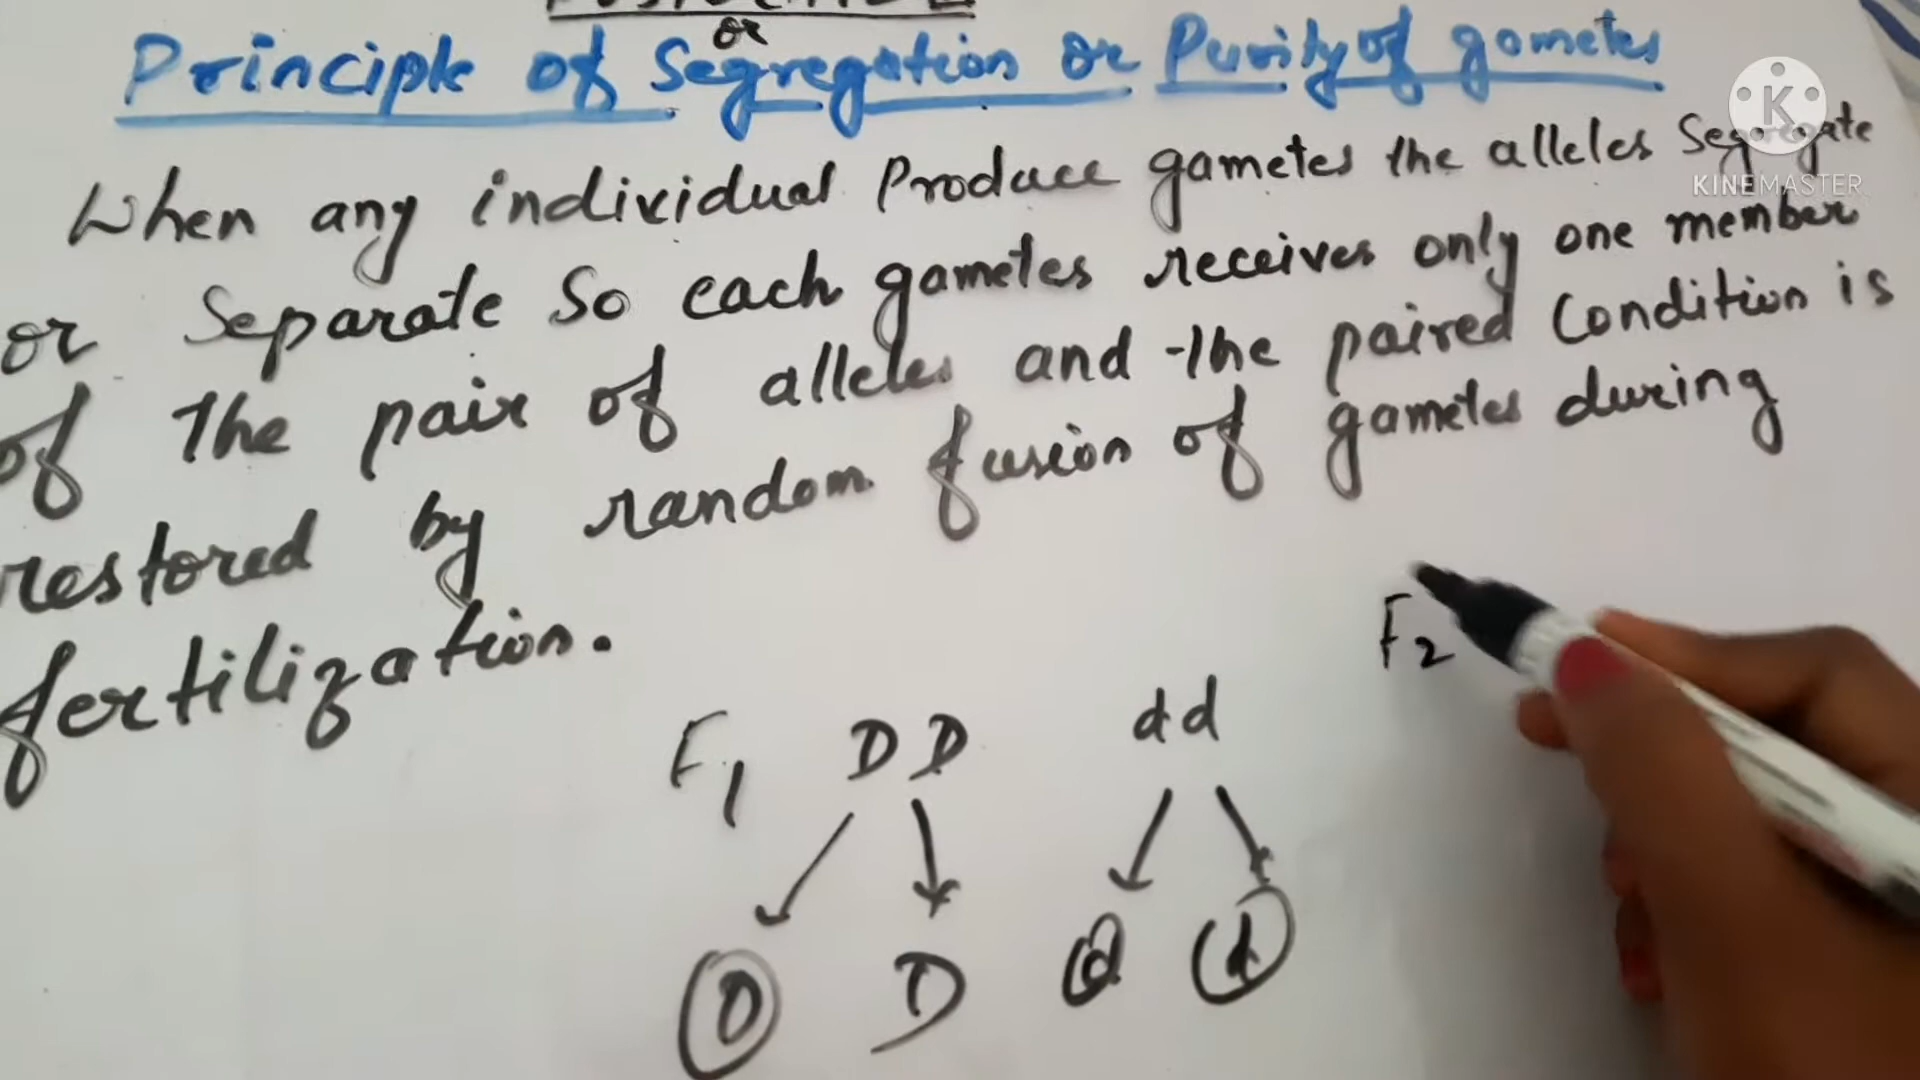 or
Principle of Segregation or Purity of gametes
When any individual Produce gametes the alleles Segregate
or Separate So each gametes receives only one member
of The pair of alleles and the paired Condition is
restored by random fusion of gametes during
fertilization.
F2
F1 DD dd
D D d d
K
KINEMASTER